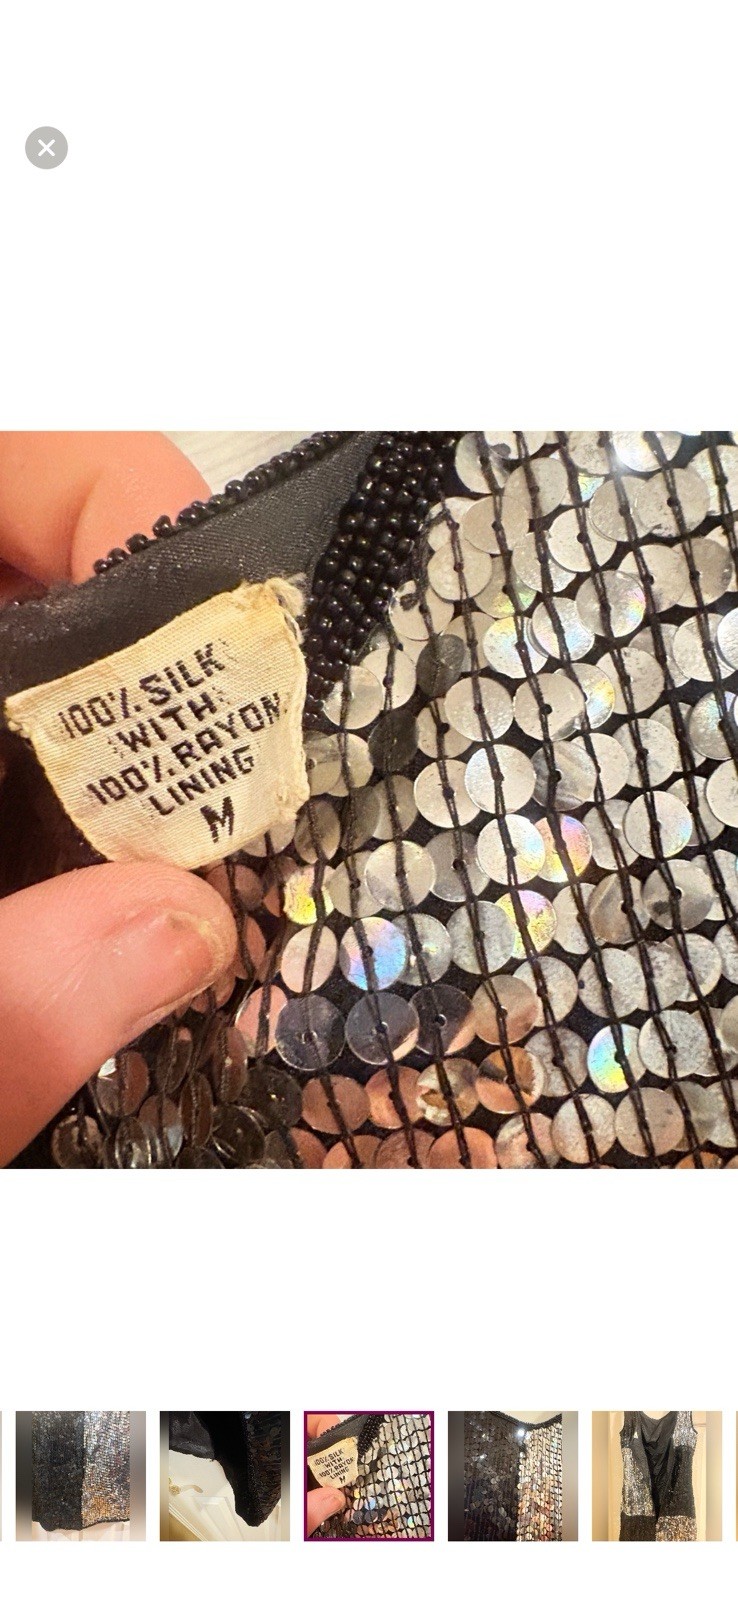 100% SILK
WITH
100% RAYON
LINING
M